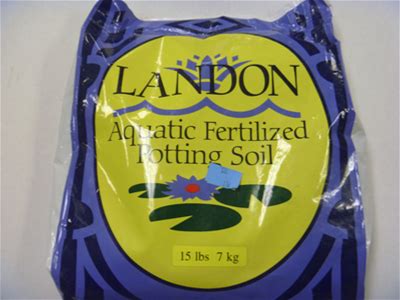 LANDON
Aquatic Fertilized
Potting Soil
15 lbs 7 kg